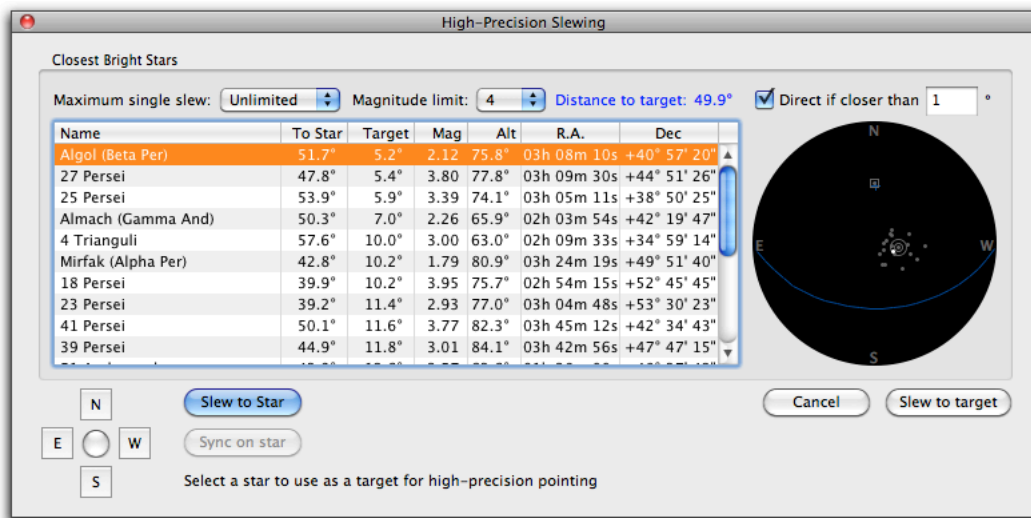 High-Precision Slewing
Closest Bright Stars
Maximum single slew: Unlimited Magnitude limit: 4 Distance to target: 49.9° Direct if closer than 1 °
Name To Star Target Mag Alt R.A. Dec
Algol (Beta Per) 51.7° 5.2° 2.12 75.8° 03h 08m 10s +40° 57' 20"
27 Persei 47.8° 5.4° 3.80 77.8° 03h 09m 30s +44° 51' 26"
25 Persei 53.9° 5.9° 3.39 74.1° 03h 05m 11s +38° 50' 25"
Almach (Gamma And) 50.3° 7.0° 2.26 65.9° 02h 03m 54s +42° 19' 47"
4 Trianguli 57.6° 10.0° 3.00 63.0° 02h 09m 33s +34° 59' 14"
Mirfak (Alpha Per) 42.8° 10.2° 1.79 80.9° 03h 24m 19s +49° 51' 40"
18 Persei 39.9° 10.2° 3.95 75.7° 02h 54m 15s +52° 45' 45"
23 Persei 39.2° 11.4° 2.93 77.0° 03h 04m 48s +53° 30' 23"
41 Persei 50.1° 11.6° 3.77 82.3° 03h 45m 12s +42° 34' 43"
39 Persei 44.9° 11.8° 3.01 84.1° 03h 42m 56s +47° 47' 15"
N
E W
S
N
E W
S
Slew to Star
Sync on star
Select a star to use as a target for high-precision pointing
Cancel Slew to target